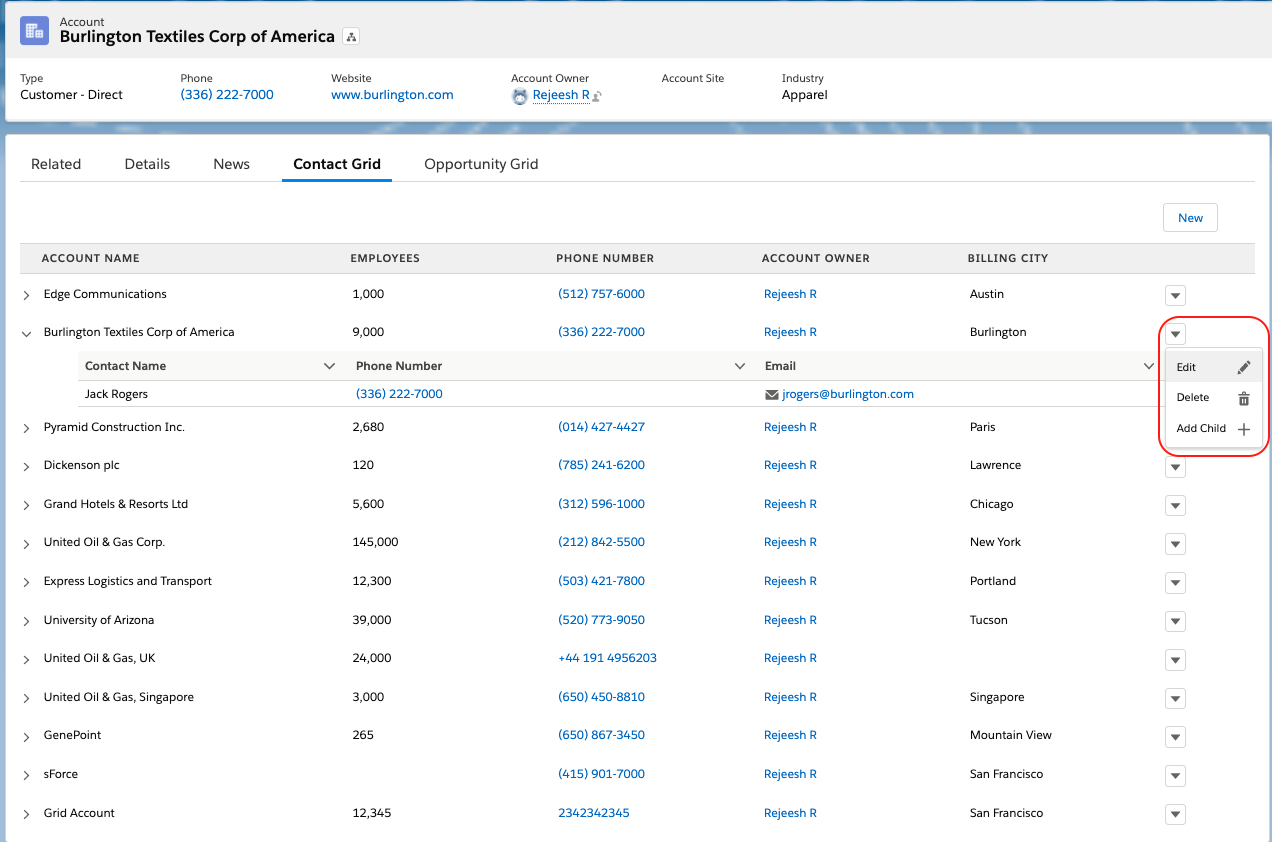 Account
Burlington Textiles Corp of America
Type Phone Website Account Owner Account Site Industry
Customer - Direct (336) 222-7000 www.burlington.com Rejeesh R Apparel
Related Details News Contact Grid Opportunity Grid
New
ACCOUNT NAME EMPLOYEES PHONE NUMBER ACCOUNT OWNER BILLING CITY
Edge Communications 1,000 (512) 757-6000 Rejeesh R Austin
Burlington Textiles Corp of America 9,000 (336) 222-7000 Rejeesh R Burlington
Contact Name Phone Number Email
Edit
Jack Rogers (336) 222-7000 jrogers@burlington.com
Delete
Add Child
Pyramid Construction Inc. 2,680 (014) 427-4427 Rejeesh R Paris
Dickenson plc 120 (785) 241-6200 Rejeesh R Lawrence
Grand Hotels & Resorts Ltd 5,600 (312) 596-1000 Rejeesh R Chicago
United Oil & Gas Corp. 145,000 (212) 842-5500 Rejeesh R New York
Express Logistics and Transport 12,300 (503) 421-7800 Rejeesh R Portland
University of Arizona 39,000 (520) 773-9050 Rejeesh R Tucson
United Oil & Gas, UK 24,000 +44 191 4956203 Rejeesh R
United Oil & Gas, Singapore 3,000 (650) 450-8810 Rejeesh R Singapore
GenePoint 265 (650) 867-3450 Rejeesh R Mountain View
sForce (415) 901-7000 Rejeesh R San Francisco
Grid Account 12,345 2342342345 Rejeesh R San Francisco